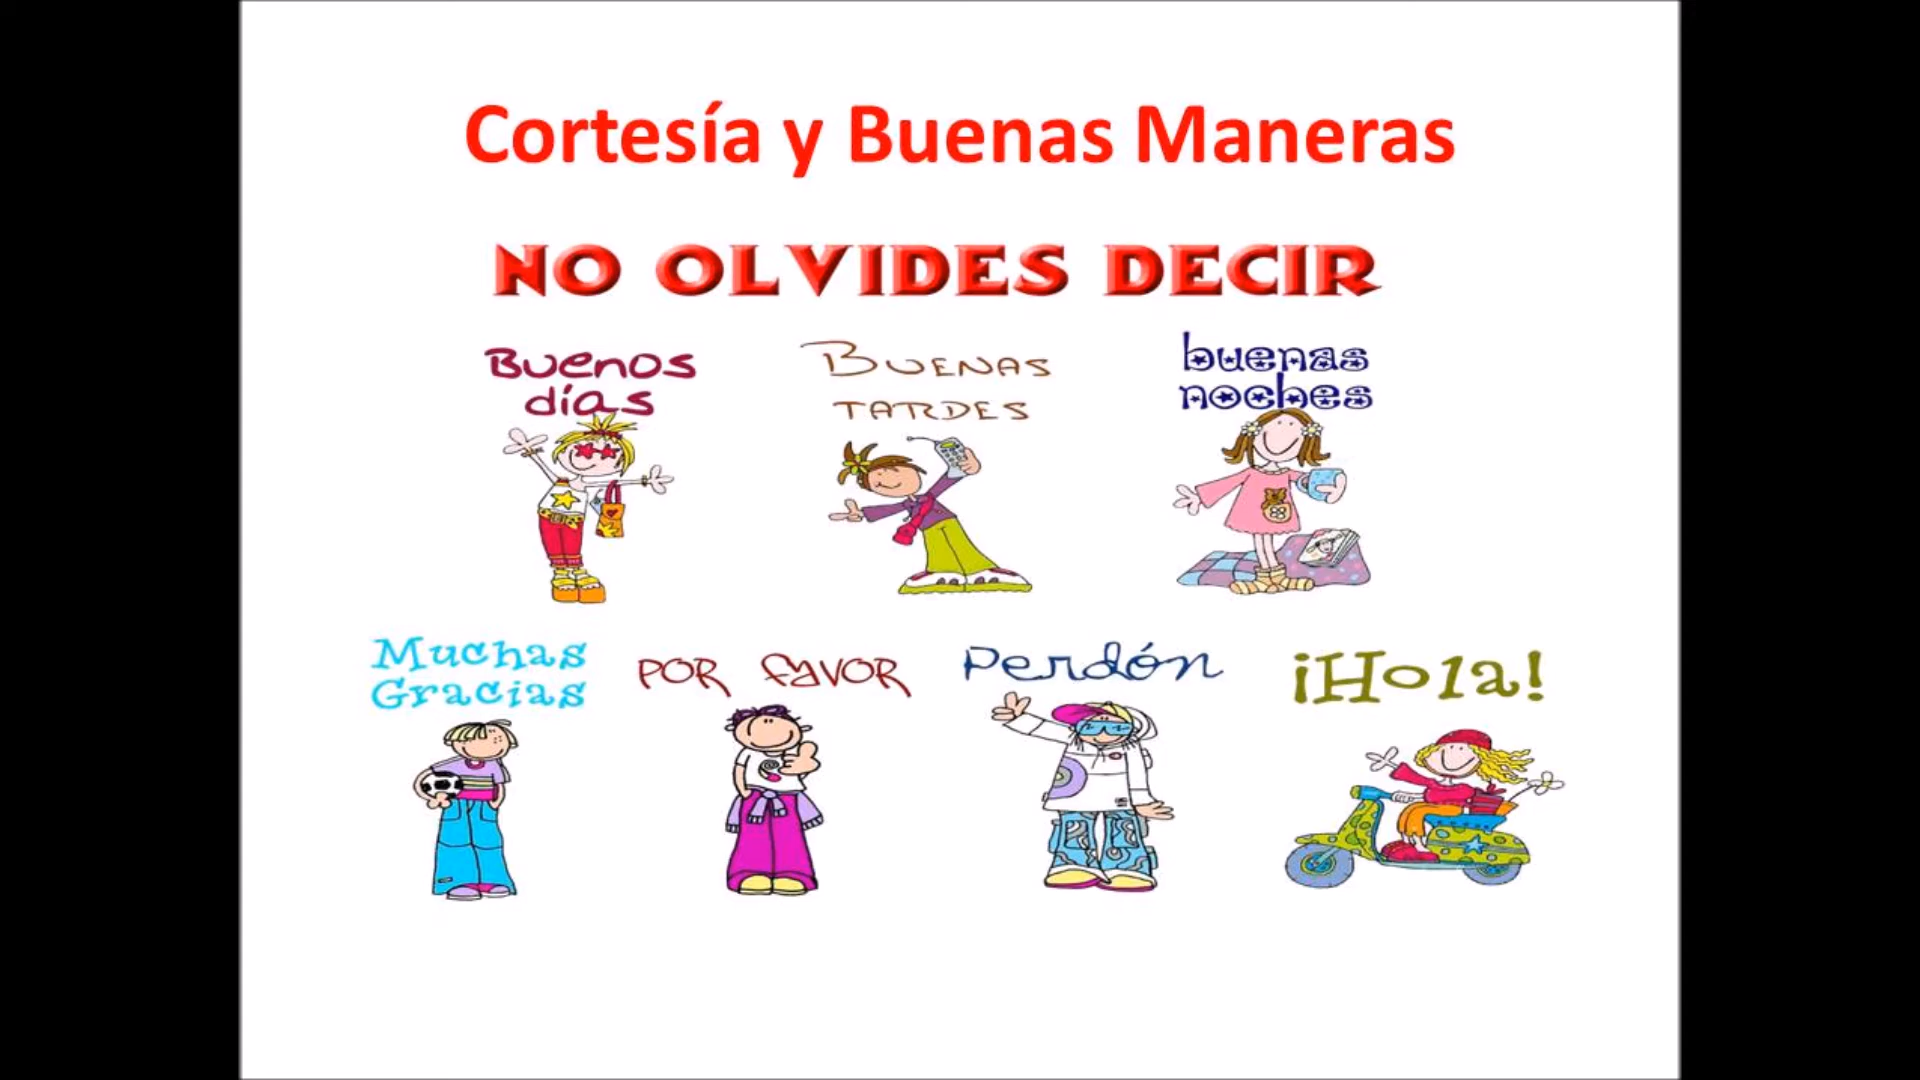 Cortesía y Buenas Maneras
NO OLVIDES DECIR
Buenos
días
BUENAS
TARDES
buenas
noches
Muchas
Gracias
POR FAVOR
Perdón
¡Hola!